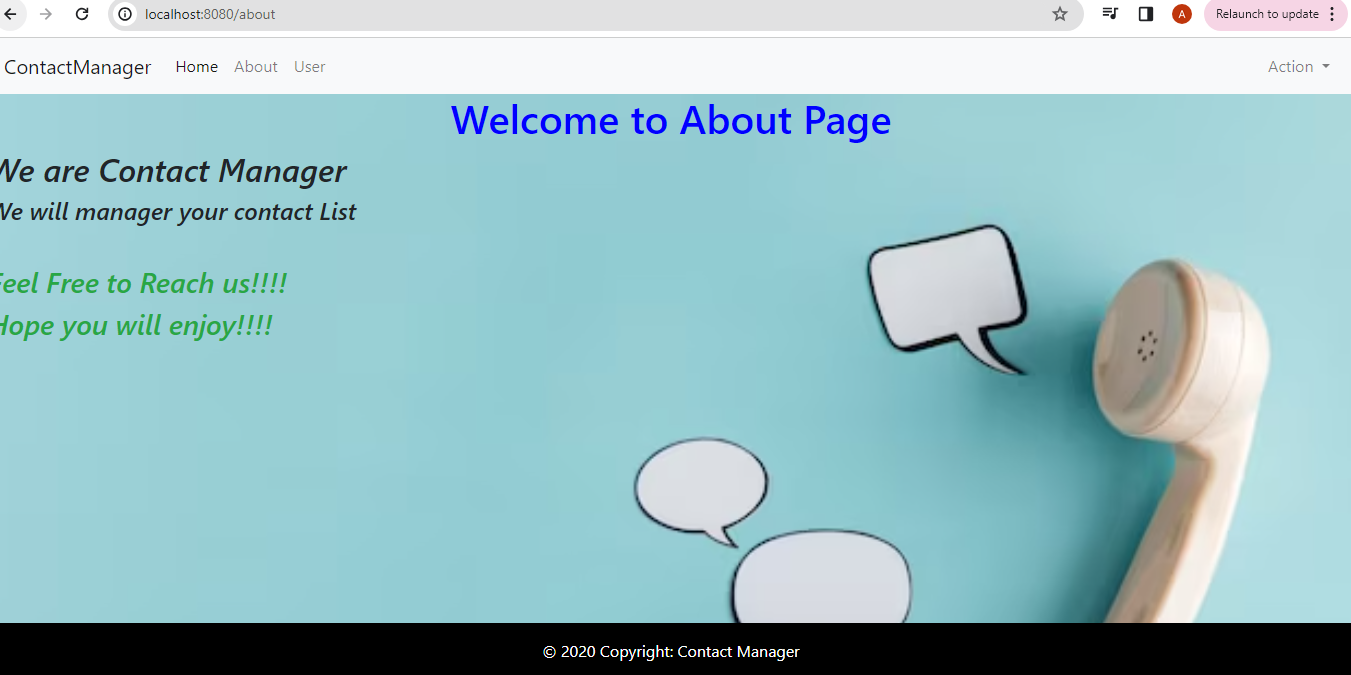 localhost:8080/about
A
Relaunch to update
ContactManager Home About User Action
Welcome to About Page
We are Contact Manager
We will manager your contact List
Feel Free to Reach us!!!!
Hope you will enjoy!!!!
© 2020 Copyright: Contact Manager